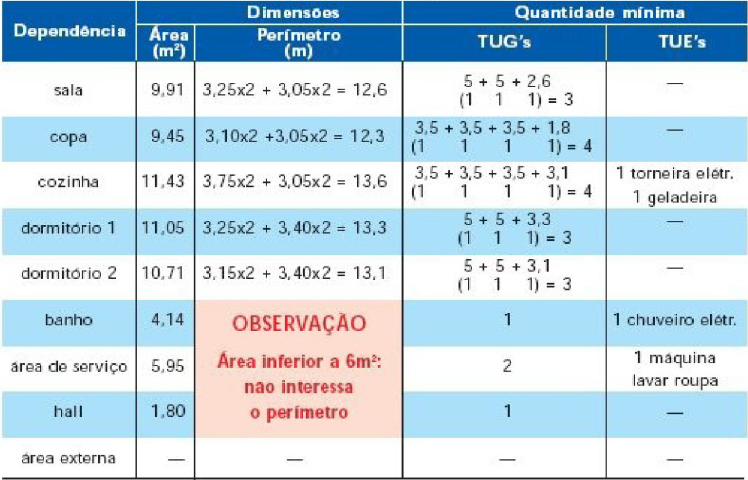 Dependência
Dimensões
Quantidade mínima
Área
(m²)
Perímetro
(m)
TUG's
TUE's
sala 9,91 3,25x2 + 3,05x2 = 12,6 5 + 5 + 2,6 —
(1 1 1) = 3
copa 9,45 3,10x2 +3,05x2 = 12,3 3,5 + 3,5 + 3,5 + 1,8 —
(1 1 1 1) = 4
cozinha 11,43 3,75x2 + 3,05x2 = 13,6 3,5 + 3,5 + 3,5 + 3,1 1 torneira elétr.
(1 1 1 1) = 4 1 geladeira
dormitório 1 11,05 3,25x2 + 3,40x2 = 13,3 5 + 5 + 3,3 —
(1 1 1) = 3
dormitório 2 10,71 3,15x2 + 3,40x2 = 13,1 5 + 5 + 3,1 —
(1 1 1) = 3
banho 4,14 OBSERVAÇÃO 1 1 chuveiro elétr.
área de serviço 5,95 Área inferior a 6m²: 2 1 máquina
não interessa lavar roupa
hall 1,80 o perímetro 1 —
área externa — — — —